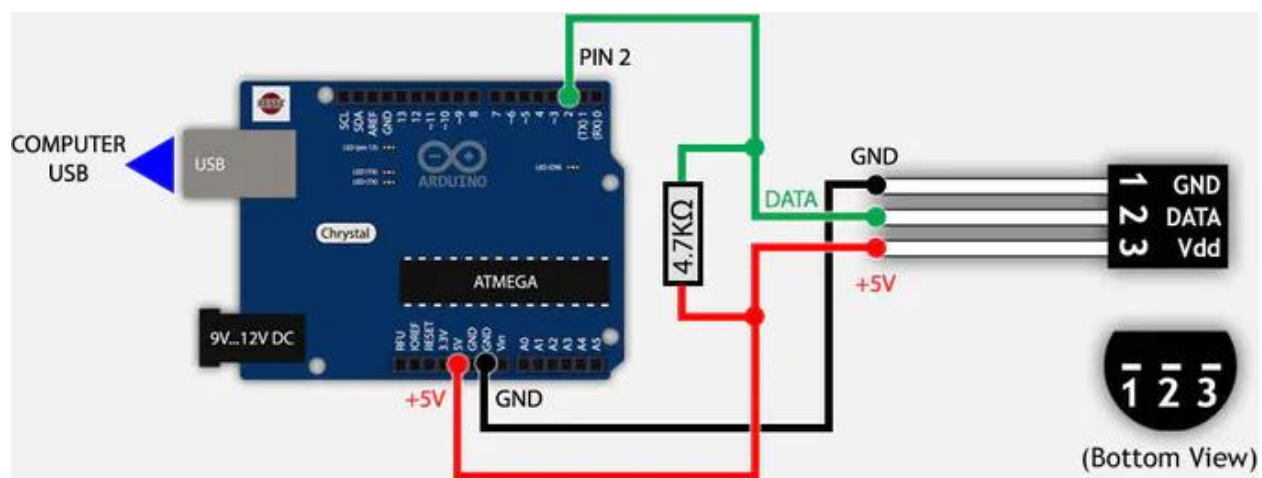 PIN 2
COMPUTER
USB
USB
SCL
SDA
AREF
GND
13
12
~11
~10
~9
8
7
~6
~5
4
~3
2
(TX) 1
(RX) 0
ARDUINO
Chrystal
ATMEGA
9V...12V DC
RFU
IOREF
RESET
3.3V
5V
GND
GND
Vin
A0
A1
A2
A3
A4
A5
+5V
GND
4.7KΩ
DATA
GND
+5V
1 GND
2 DATA
3 Vdd
1 2 3
(Bottom View)